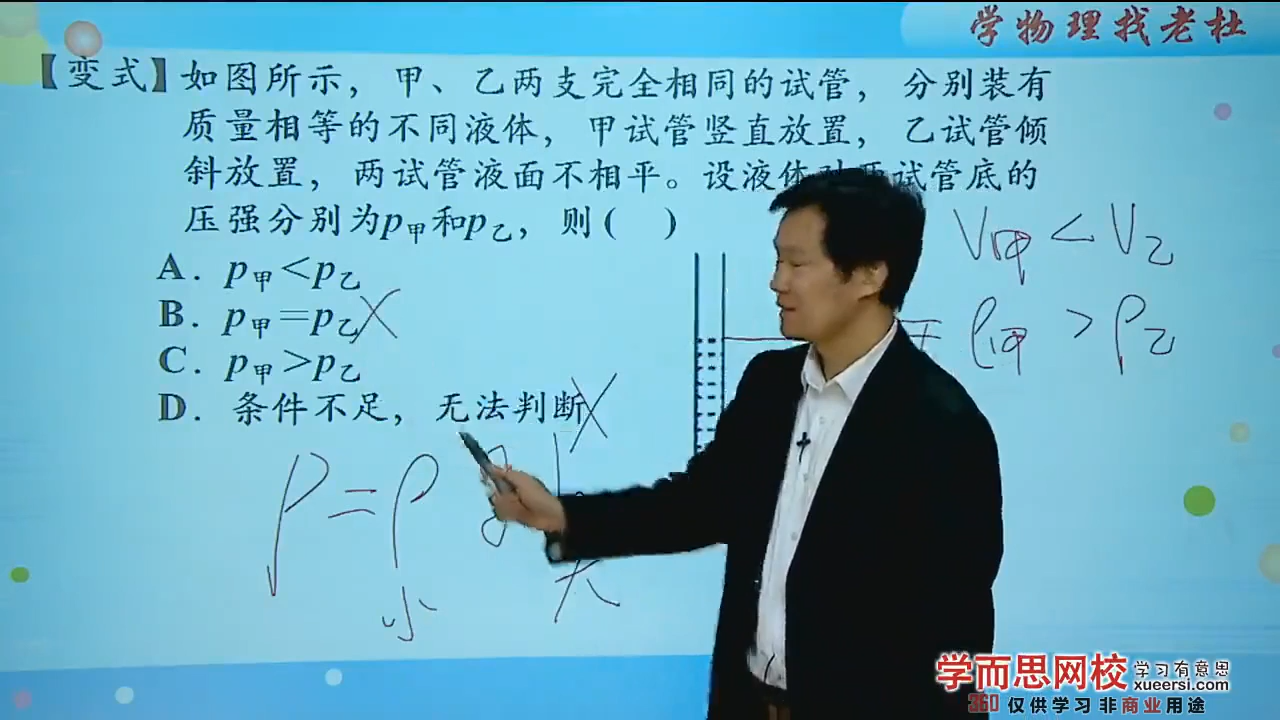 学物理找老杜
【变式】如图所示，甲、乙两支完全相同的试管，分别装有
质量相等的不同液体，甲试管竖直放置，乙试管倾
斜放置，两试管液面不相平。设液体 试管底的
压强分别为p甲和p乙，则( )
A. p甲<p乙
B. p甲=p乙 X
C. p甲>p乙
D. 条件不足，无法判断 X
V甲 < V乙
ρ甲 > ρ乙
P = ρ g h
小 大
学而思网校 学习有意思
xueersi.com
360 仅供学习 非商业用途